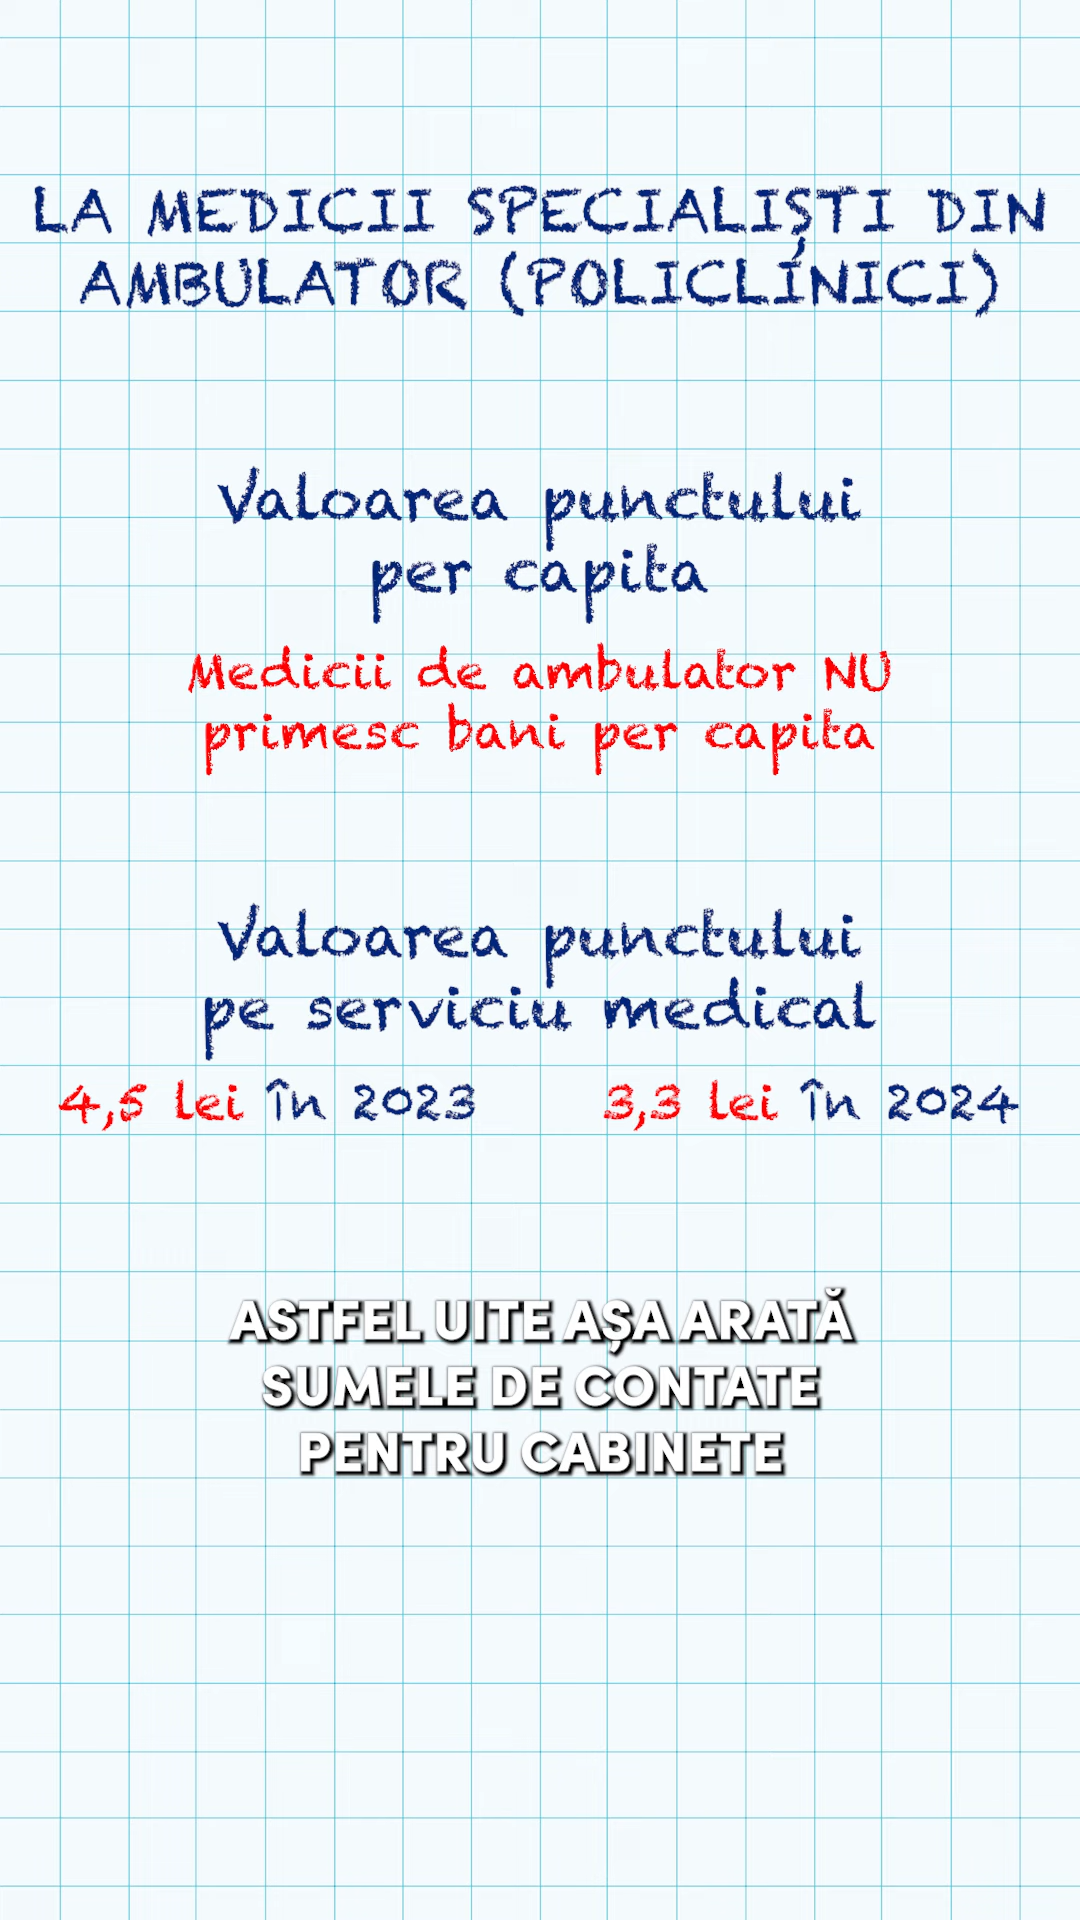 LA MEDICII SPECIALIȘTI DIN
AMBULATOR (POLICLINICI)
Valoarea punctului
per capita
Medicii de ambulator NU
primesc bani per capita
Valoarea punctului
pe serviciu medical
4,5 lei în 2023 3,3 lei în 2024
ASTFEL UITE AȘA ARATĂ
SUMELE DE CONTATE
PENTRU CABINETE